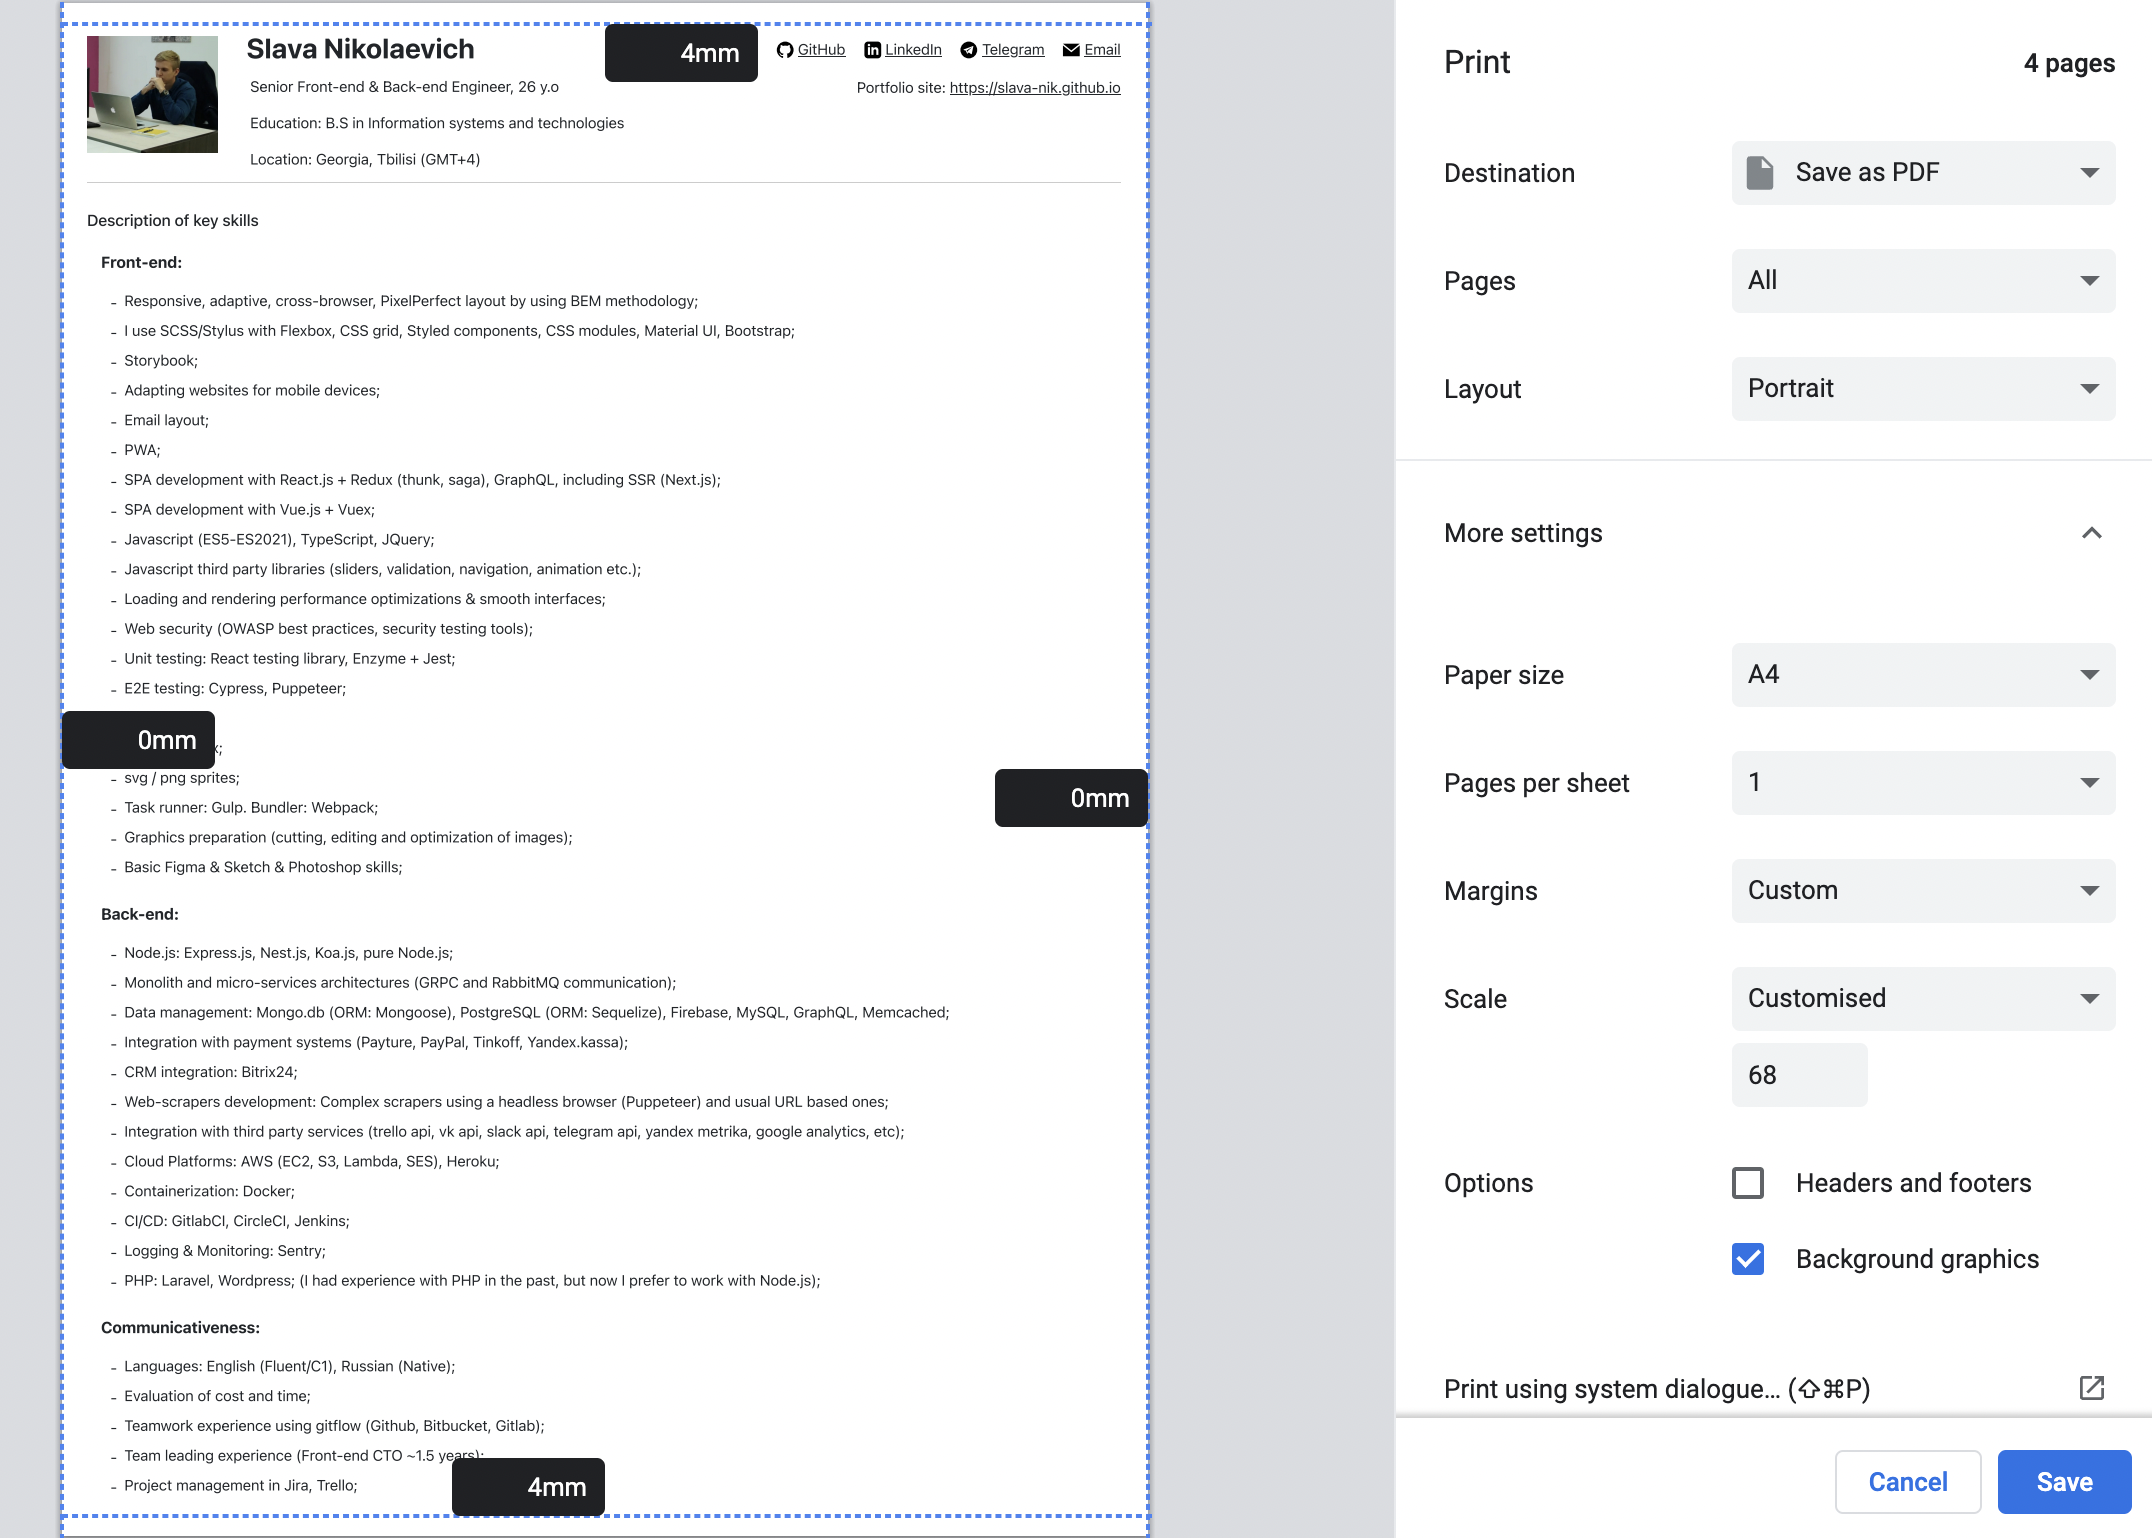 Slava Nikolaevich
4mm
GitHub LinkedIn Telegram Email
Senior Front-end & Back-end Engineer, 26 y.o
Portfolio site: https://slava-nik.github.io
Education: B.S in Information systems and technologies
Location: Georgia, Tbilisi (GMT+4)
Description of key skills
Front-end:
- Responsive, adaptive, cross-browser, PixelPerfect layout by using BEM methodology;
- I use SCSS/Stylus with Flexbox, CSS grid, Styled components, CSS modules, Material UI, Bootstrap;
- Storybook;
- Adapting websites for mobile devices;
- Email layout;
- PWA;
- SPA development with React.js + Redux (thunk, saga), GraphQL, including SSR (Next.js);
- SPA development with Vue.js + Vuex;
- Javascript (ES5-ES2021), TypeScript, JQuery;
- Javascript third party libraries (sliders, validation, navigation, animation etc.);
- Loading and rendering performance optimizations & smooth interfaces;
- Web security (OWASP best practices, security testing tools);
- Unit testing: React testing library, Enzyme + Jest;
- E2E testing: Cypress, Puppeteer;
0mm
- svg / png sprites;
0mm
- Task runner: Gulp. Bundler: Webpack;
- Graphics preparation (cutting, editing and optimization of images);
- Basic Figma & Sketch & Photoshop skills;
Back-end:
- Node.js: Express.js, Nest.js, Koa.js, pure Node.js;
- Monolith and micro-services architectures (GRPC and RabbitMQ communication);
- Data management: Mongo.db (ORM: Mongoose), PostgreSQL (ORM: Sequelize), Firebase, MySQL, GraphQL, Memcached;
- Integration with payment systems (Payture, PayPal, Tinkoff, Yandex.kassa);
- CRM integration: Bitrix24;
- Web-scrapers development: Complex scrapers using a headless browser (Puppeteer) and usual URL based ones;
- Integration with third party services (trello api, vk api, slack api, telegram api, yandex metrika, google analytics, etc);
- Cloud Platforms: AWS (EC2, S3, Lambda, SES), Heroku;
- Containerization: Docker;
- CI/CD: GitlabCI, CircleCI, Jenkins;
- Logging & Monitoring: Sentry;
- PHP: Laravel, Wordpress; (I had experience with PHP in the past, but now I prefer to work with Node.js);
Communicativeness:
- Languages: English (Fluent/C1), Russian (Native);
- Evaluation of cost and time;
- Teamwork experience using gitflow (Github, Bitbucket, Gitlab);
- Team leading experience (Front-end CTO ~1.5 years);
- Project management in Jira, Trello;
4mm
Print 4 pages
Destination Save as PDF
Pages All
Layout Portrait
More settings
Paper size A4
Pages per sheet 1
Margins Custom
Scale Customised
68
Options Headers and footers
Background graphics
Print using system dialogue... (⇧⌘P)
Cancel Save